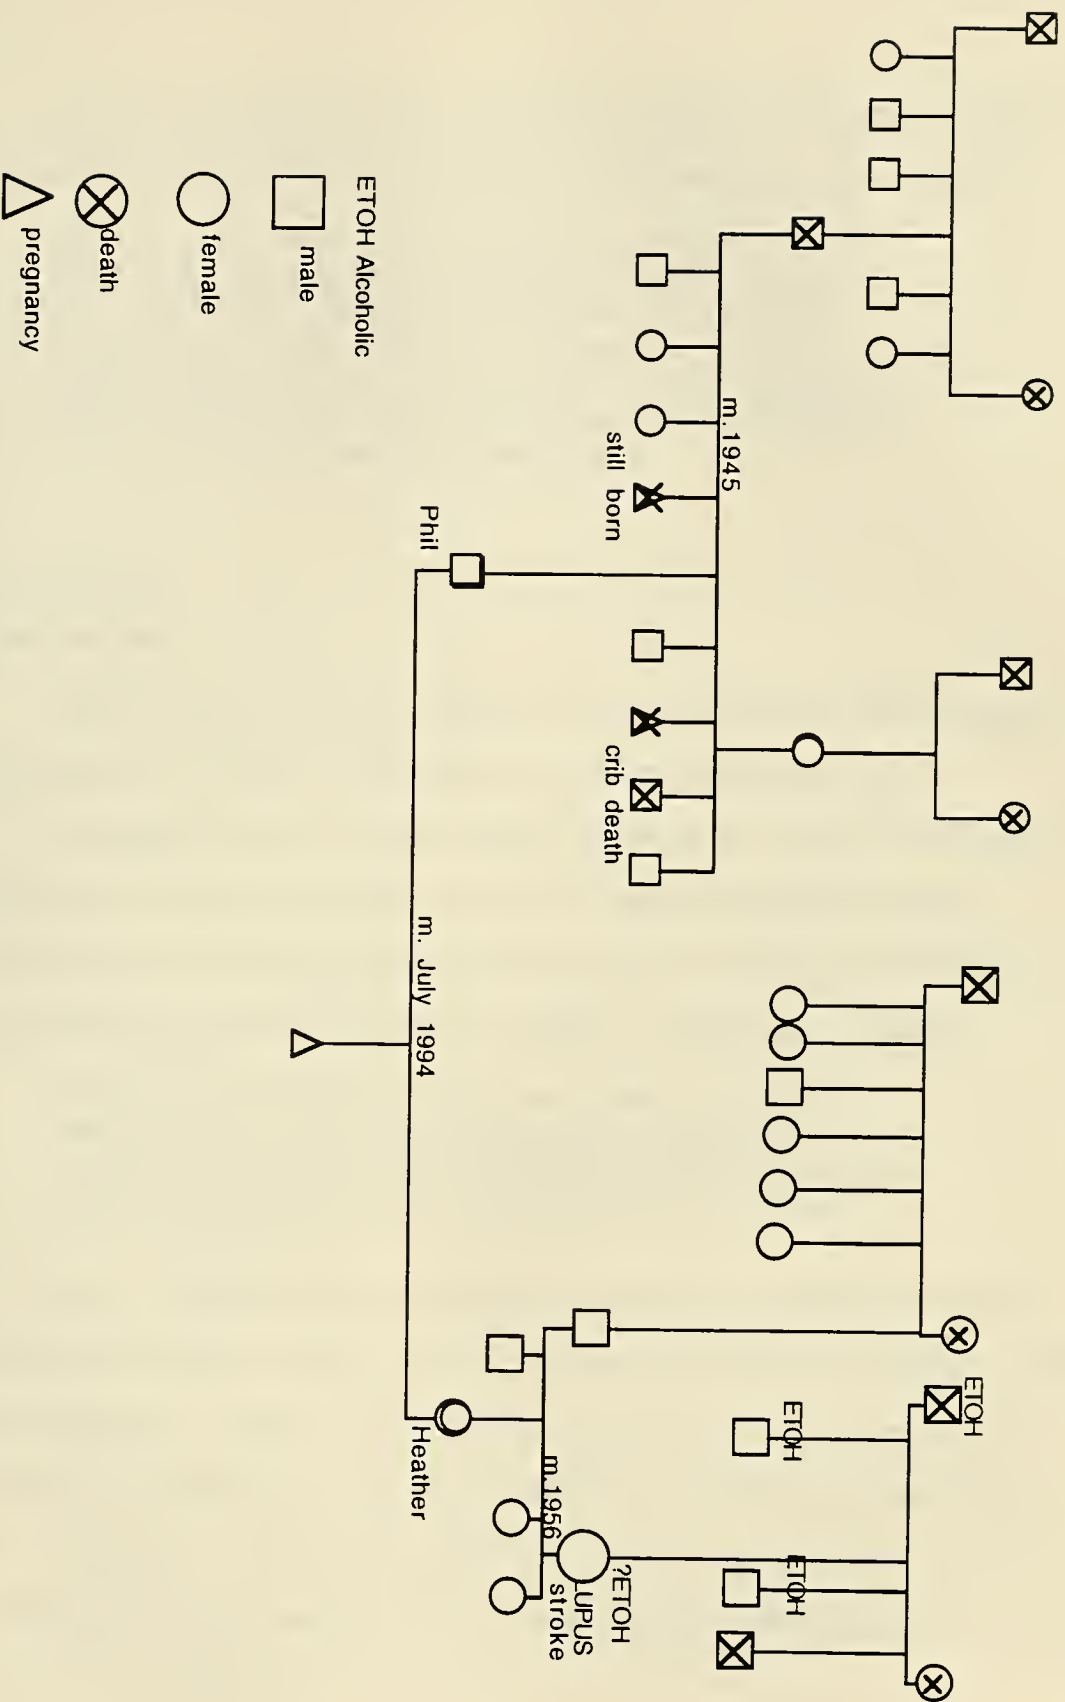 m.1945
still born
crib death
Phil
m. July 1994
Heather
m.1956
ETOH
ETOH
ETOH
?ETOH
LUPUS
stroke
ETOH Alcoholic
male
female
death
pregnancy